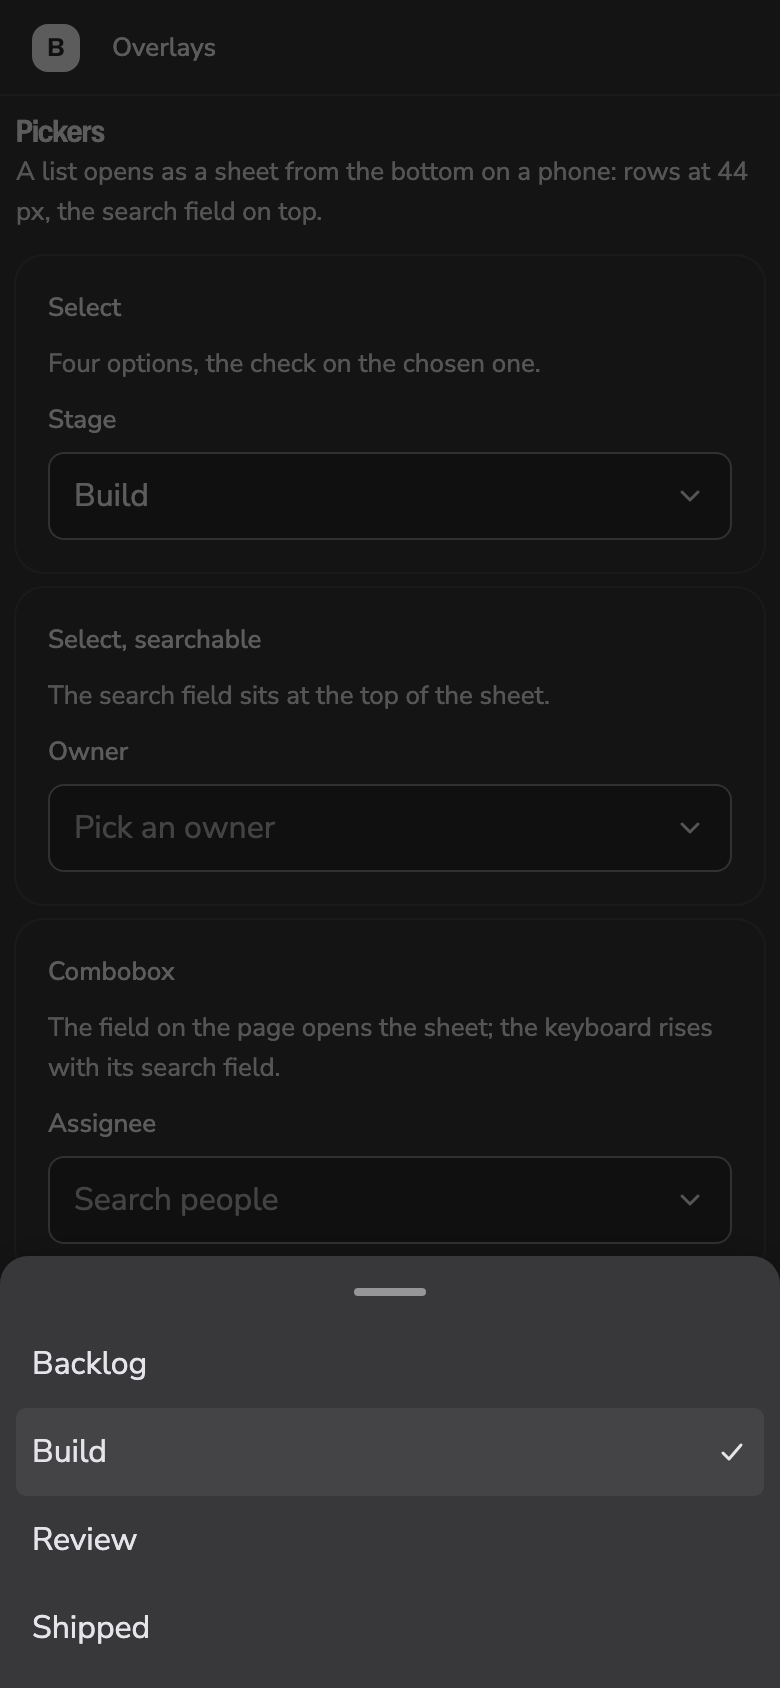 B
Overlays
Pickers
A list opens as a sheet from the bottom on a phone: rows at 44
px, the search field on top.
Select
Four options, the check on the chosen one.
Stage
Build
Select, searchable
The search field sits at the top of the sheet.
Owner
Pick an owner
Combobox
The field on the page opens the sheet; the keyboard rises
with its search field.
Assignee
Search people
Backlog
Build
Review
Shipped